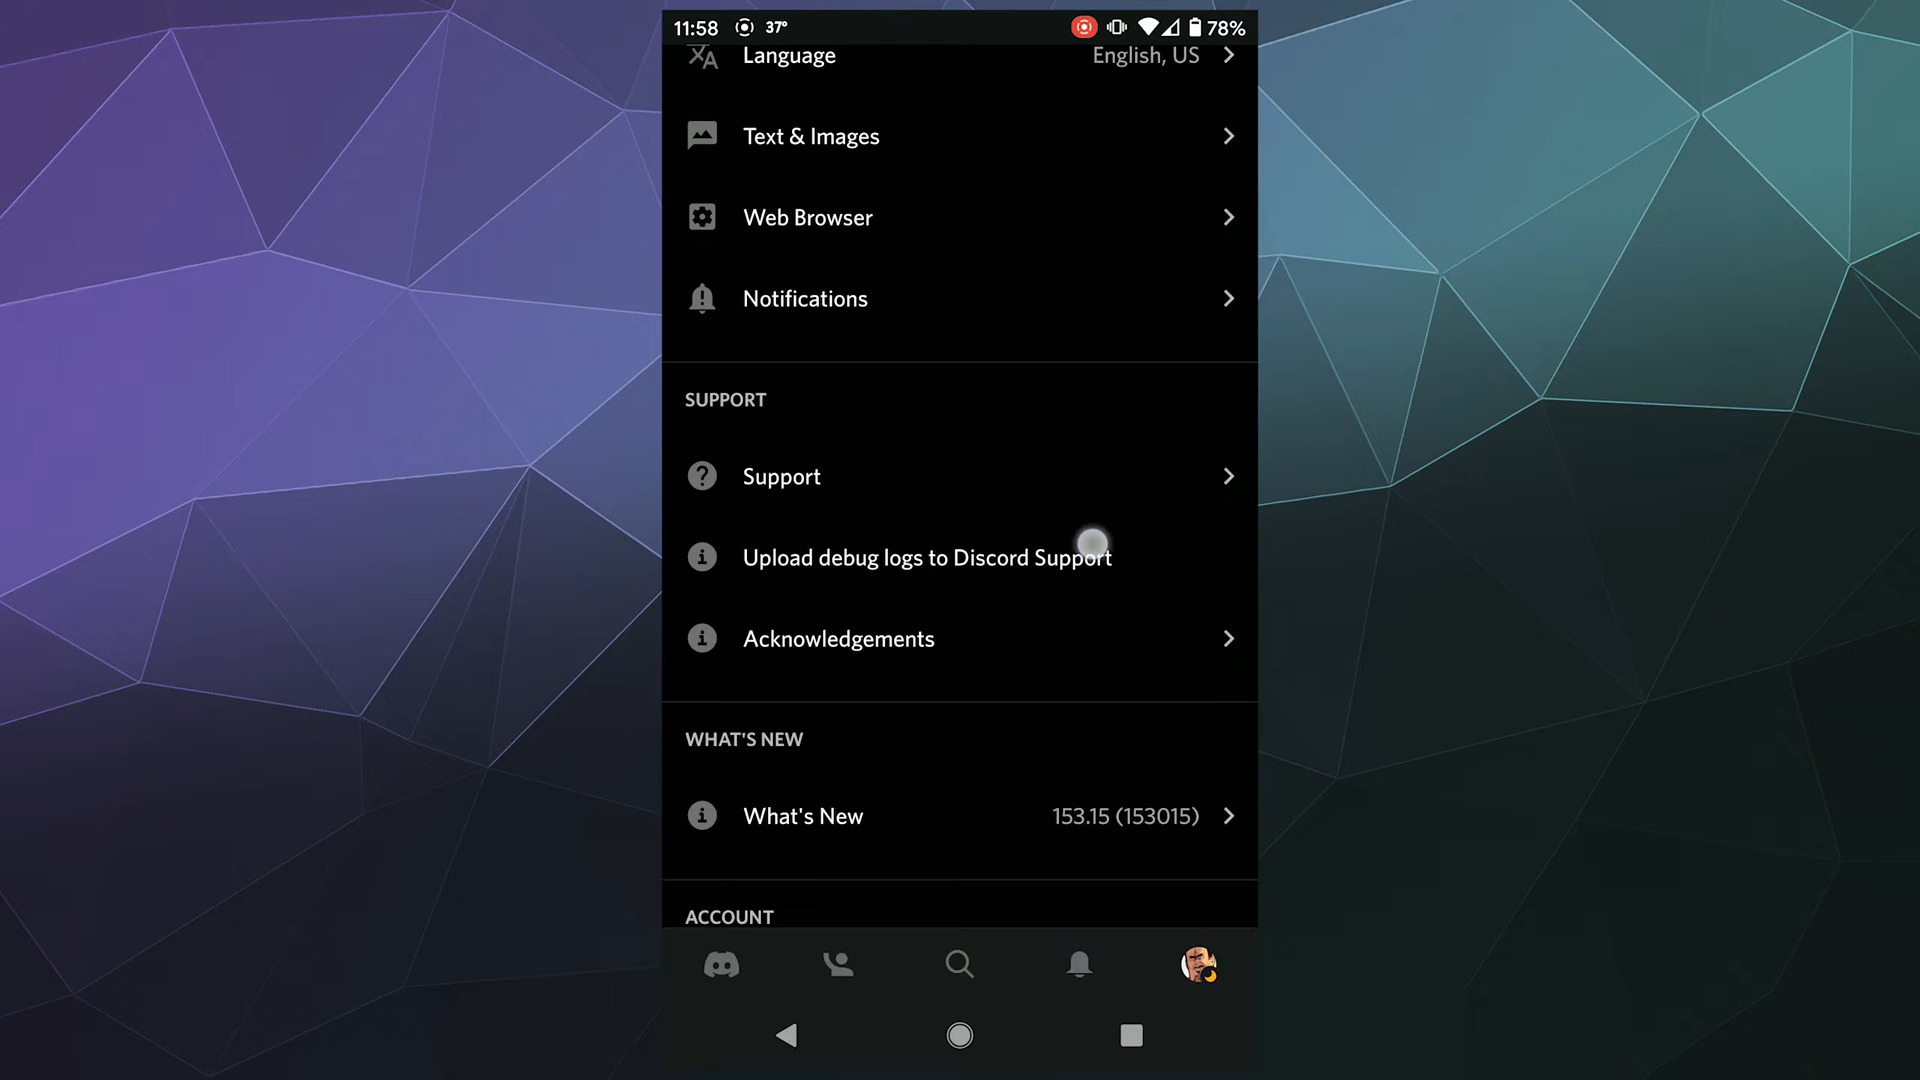 11:58 37° 78%
Language English, US
Text & Images
Web Browser
Notifications
SUPPORT
Support
Upload debug logs to Discord Support
Acknowledgements
WHAT'S NEW
What's New 153.15 (153015)
ACCOUNT